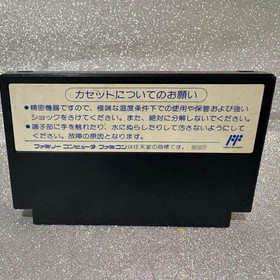 カセットについてのお願い
●精密機器ですので、極端な温度条件下での使用や保管および強い
ショックをさけてください。また、絶対に分解しないでください。
●端子部に手を触れたり、水にぬらしたりして汚さないようにして
ください。故障の原因となります。
ファミリーコンピュータ ファミコンは任天堂の商標です。